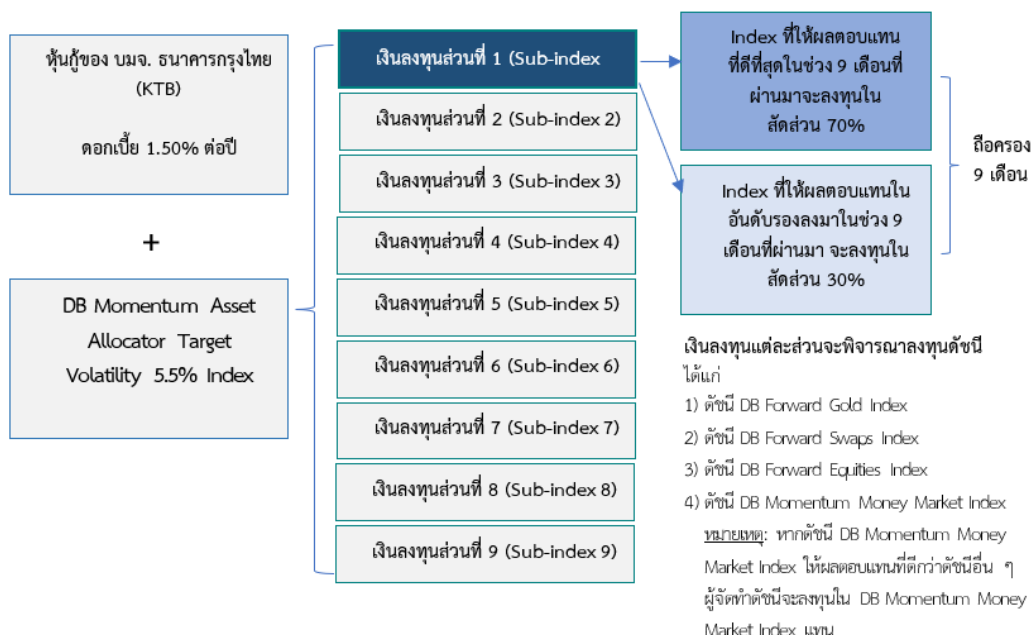 หุ้นกู้ของ บมจ. ธนาคารกรุงไทย
(KTB)
ดอกเบี้ย 1.50% ต่อปี
+
DB Momentum Asset
Allocator Target
Volatility 5.5% Index
เงินลงทุนส่วนที่ 1 (Sub-index
เงินลงทุนส่วนที่ 2 (Sub-index 2)
เงินลงทุนส่วนที่ 3 (Sub-index 3)
เงินลงทุนส่วนที่ 4 (Sub-index 4)
เงินลงทุนส่วนที่ 5 (Sub-index 5)
เงินลงทุนส่วนที่ 6 (Sub-index 6)
เงินลงทุนส่วนที่ 7 (Sub-index 7)
เงินลงทุนส่วนที่ 8 (Sub-index 8)
เงินลงทุนส่วนที่ 9 (Sub-index 9)
Index ที่ให้ผลตอบแทน
ที่ดีที่สุดในช่วง 9 เดือนที่
ผ่านมาจะลงทุนใน
สัดส่วน 70%
Index ที่ให้ผลตอบแทนใน
อันดับรองลงมาในช่วง 9
เดือนที่ผ่านมา จะลงทุนใน
สัดส่วน 30%
ถือครอง
9 เดือน
เงินลงทุนแต่ละส่วนจะพิจารณาลงทุนดัชนี
ได้แก่
1) ดัชนี DB Forward Gold Index
2) ดัชนี DB Forward Swaps Index
3) ดัชนี DB Forward Equities Index
4) ดัชนี DB Momentum Money Market Index
หมายเหตุ: หากดัชนี DB Momentum Money
Market Index ให้ผลตอบแทนที่ดีกว่าดัชนีอื่น ๆ
ผู้จัดทำดัชนีจะลงทุนใน DB Momentum Money
Market Index แทน